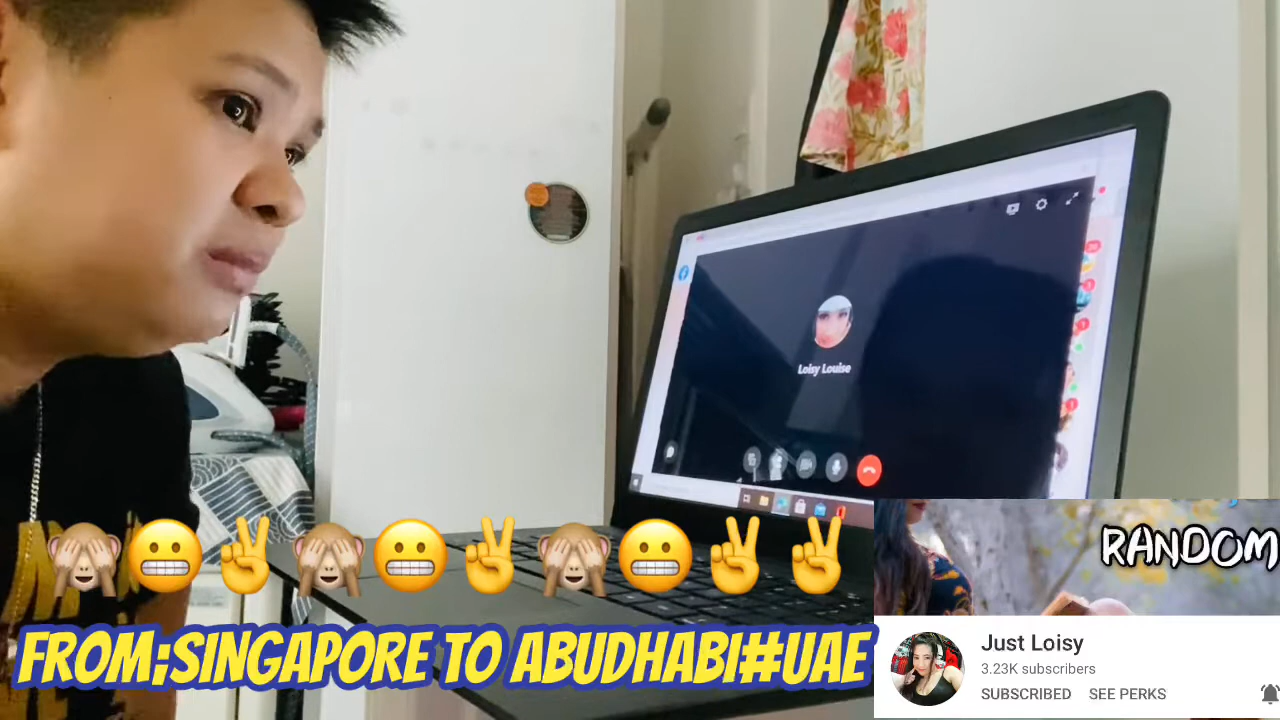 Loisy Louise
RANDOM
FROM;SINGAPORE TO ABUDHABI#UAE
Just Loisy
3.23K subscribers
SUBSCRIBED SEE PERKS